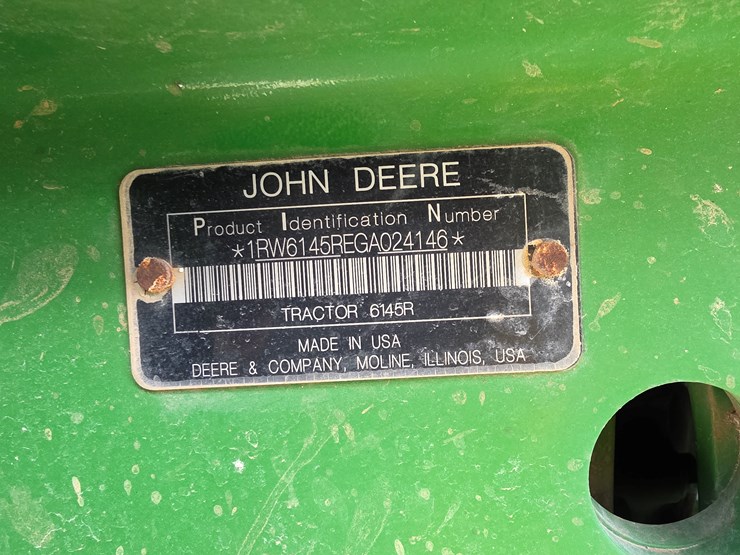 JOHN DEERE
Product Identification Number
*1RW6145REGA024146*
TRACTOR 6145R
MADE IN USA
DEERE & COMPANY, MOLINE, ILLINOIS, USA